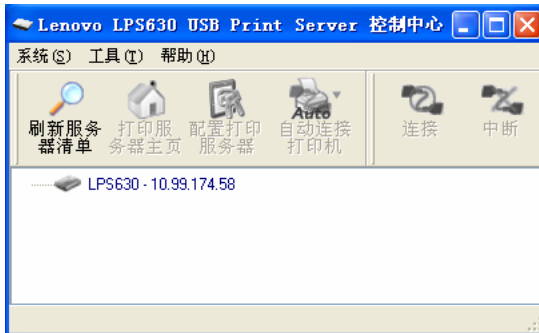 Lenovo LPS630 USB Print Server 控制中心
系统(S) 工具(T) 帮助(H)
刷新服务器清单
打印服务器主页
配置打印服务器
Auto
自动连接打印机
连接
中断
LPS630 - 10.99.174.58